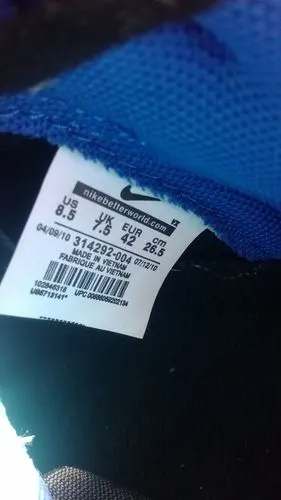 nikebetterworld.com
US UK EUR cm
8.5 7.5 42 26.5
04/09/10 314292-004 07/12/10
MADE IN VIETNAM
FABRIQUE AU VIETNAM